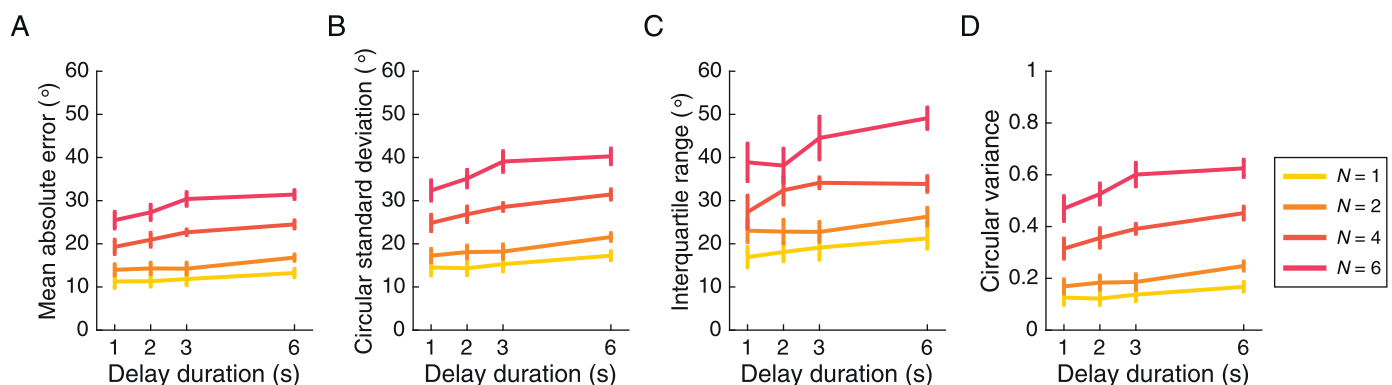 A
Mean absolute error (°)
60
50
40
30
20
10
0
1 2 3 6
Delay duration (s)
B
Circular standard deviation (°)
60
50
40
30
20
10
0
1 2 3 6
Delay duration (s)
C
Interquartile range (°)
60
50
40
30
20
10
0
1 2 3 6
Delay duration (s)
D
Circular variance
1
0.8
0.6
0.4
0.2
0
1 2 3 6
Delay duration (s)
N = 1
N = 2
N = 4
N = 6